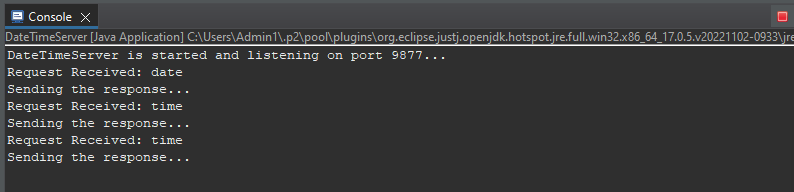 Console
DateTimeServer [Java Application] C:\Users\Admin1\.p2\pool\plugins\org.eclipse.justj.openjdk.hotspot.jre.full.win32.x86_64_17.0.5.v20221102-0933\jre
DateTimeServer is started and listening on port 9877...
Request Received: date
Sending the response...
Request Received: time
Sending the response...
Request Received: time
Sending the response...